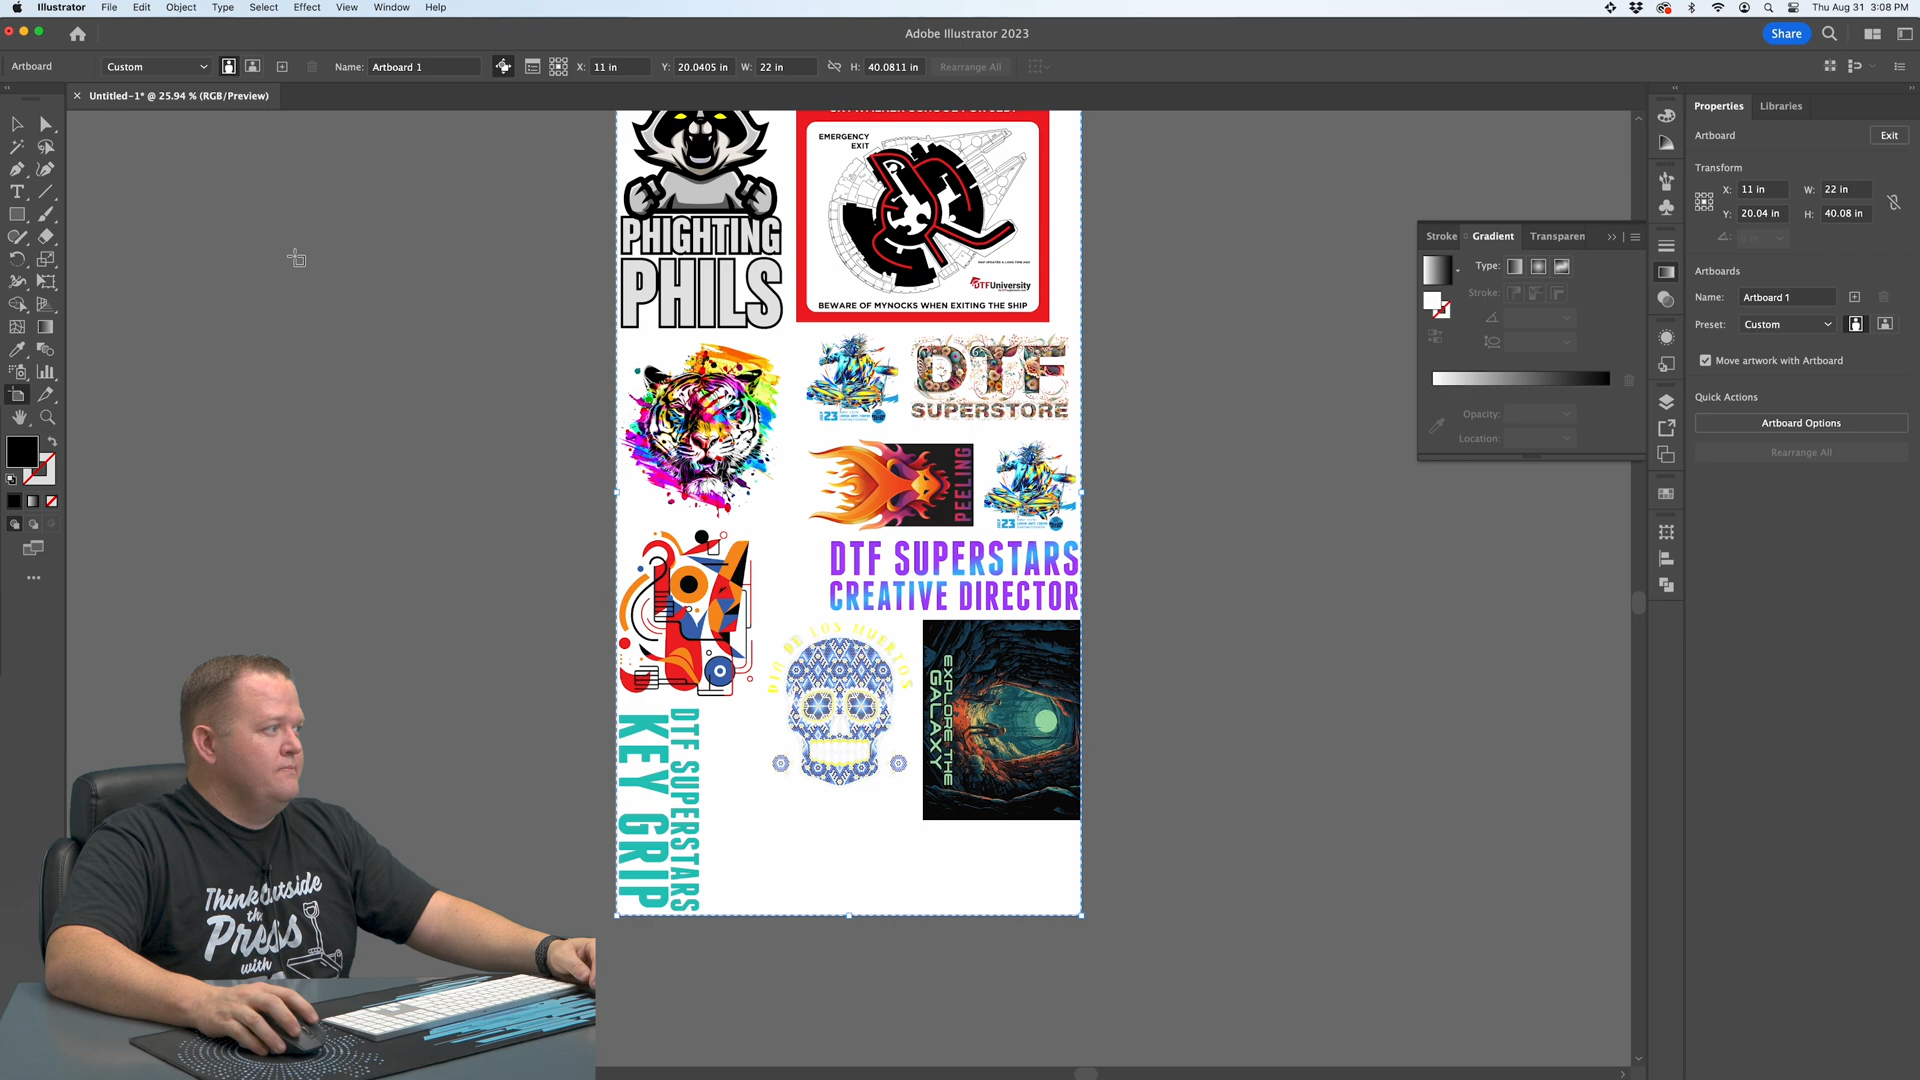 Illustrator File Edit Object Type Select Effect View Window Help
Thu Aug 31 3:08 PM
Adobe Illustrator 2023
Share
Artboard
Custom
Name: Artboard 1
X: 11 in
Y: 20.0405 in
W: 22 in
H: 40.0811 in
Rearrange All
Untitled-1* @ 25.94 % (RGB/Preview)
Properties
Libraries
Artboard
Exit
Transform
X: 11 in
W: 22 in
Y: 20.04 in
H: 40.08 in
Artboards
Name: Artboard 1
Preset: Custom
Move artwork with Artboard
Quick Actions
Artboard Options
Rearrange All
Stroke
Gradient
Transparen
Type:
Stroke:
Opacity:
Location:
PHIGHTING
PHILS
EMERGENCY
EXIT
DTFUniversity
BEWARE OF MYNOCKS WHEN EXITING THE SHIP
23
DTF
SUPERSTORE
PEELING
23
DTF SUPERSTARS
CREATIVE DIRECTOR
DIA DE LOS MUERTOS
EXPLORE THE
GALAXY
DTF SUPERSTARS
KEY GRIP
Think Outside
the
Press
with